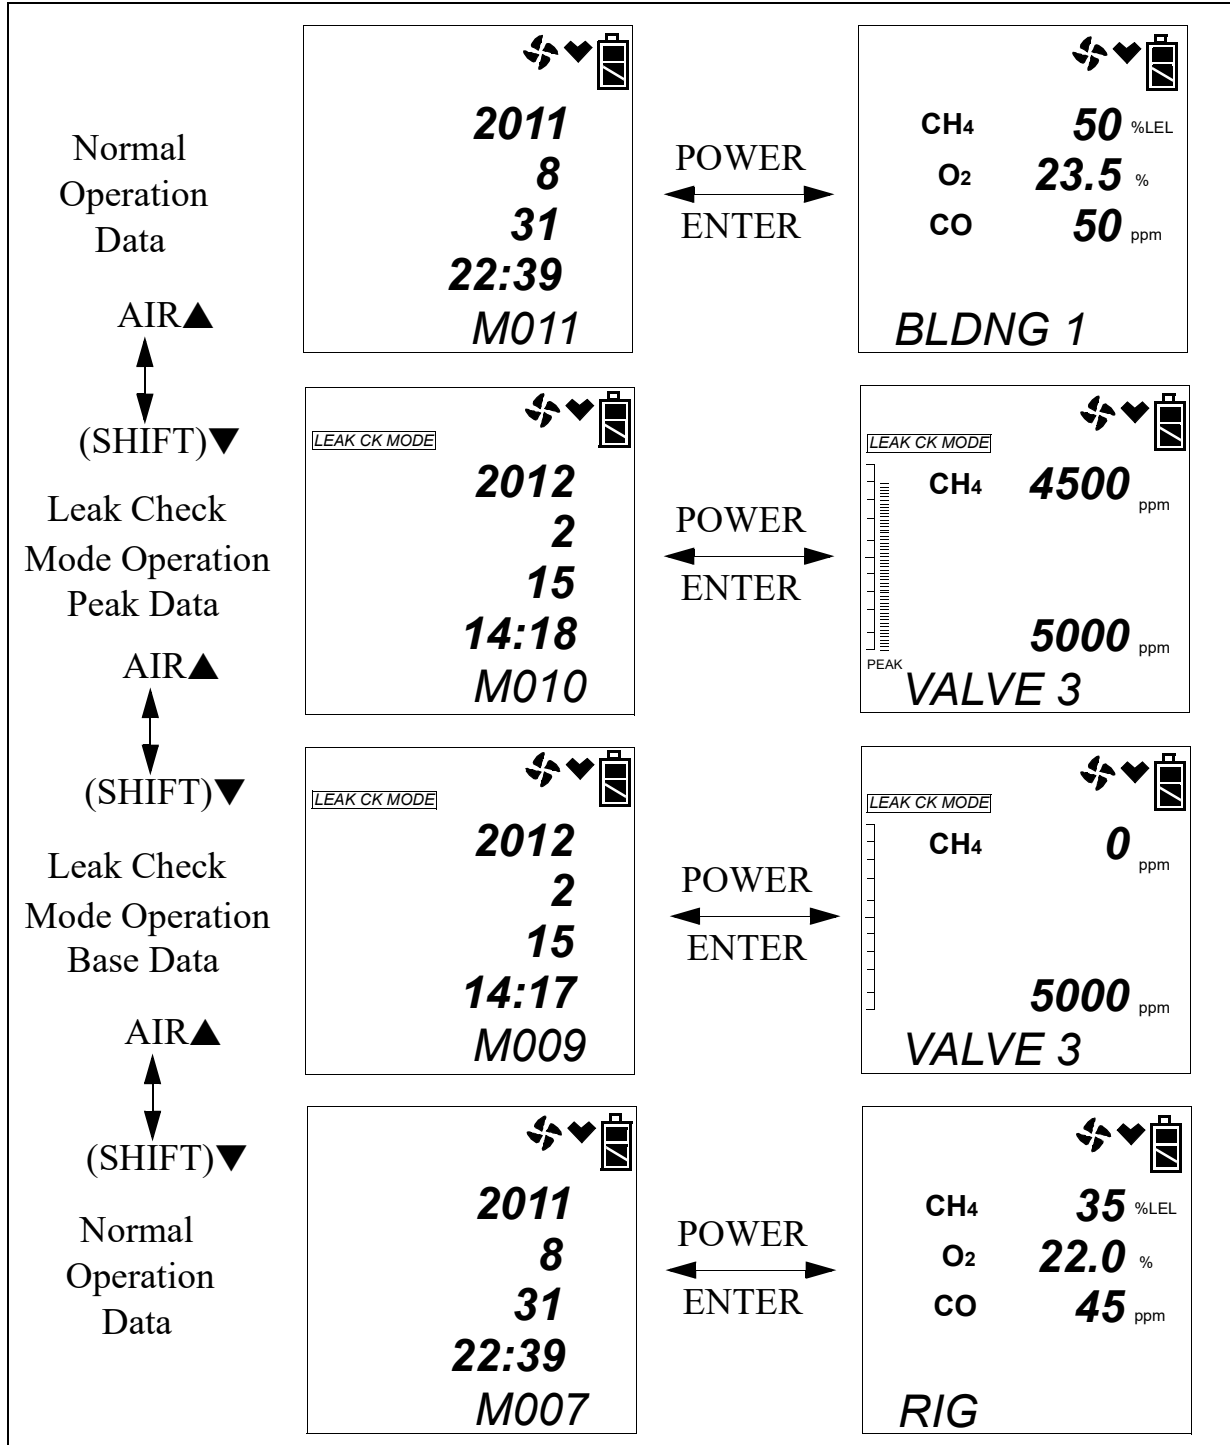 Normal
Operation
Data
2011
8
31
22:39
M011
POWER
ENTER
CH4 50 %LEL
O2 23.5 %
CO 50 ppm
BLDNG 1
AIR▲
(SHIFT)▼
Leak Check
Mode Operation
Peak Data
LEAK CK MODE
2012
2
15
14:18
M010
POWER
ENTER
LEAK CK MODE
CH4 4500 ppm
5000 ppm
PEAK
VALVE 3
AIR▲
(SHIFT)▼
Leak Check
Mode Operation
Base Data
LEAK CK MODE
2012
2
15
14:17
M009
POWER
ENTER
LEAK CK MODE
CH4 0 ppm
5000 ppm
VALVE 3
AIR▲
(SHIFT)▼
Normal
Operation
Data
2011
8
31
22:39
M007
POWER
ENTER
CH4 35 %LEL
O2 22.0 %
CO 45 ppm
RIG